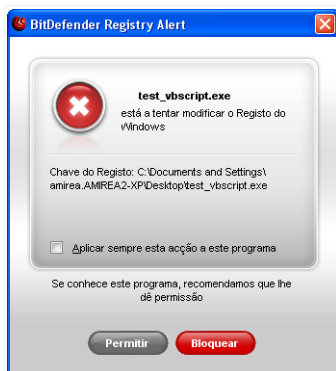 BitDefender Registry Alert
test_vbscript.exe
está a tentar modificar o Registo do
Windows
Chave do Registo: C:\Documents and Settings\
amirea.AMIREA2-XP\Desktop\test_vbscript.exe
Aplicar sempre esta acção a este programa
Se conhece este programa, recomendamos que lhe
dê permissão
Permitir
Bloquear